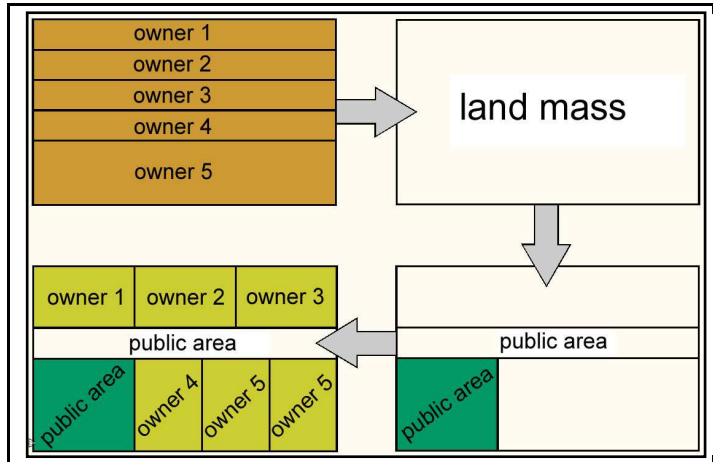 owner 1
owner 2
owner 3
owner 4
owner 5
land mass
owner 1
owner 2
owner 3
public area
public area
owner 4
owner 5
owner 5
public area
public area